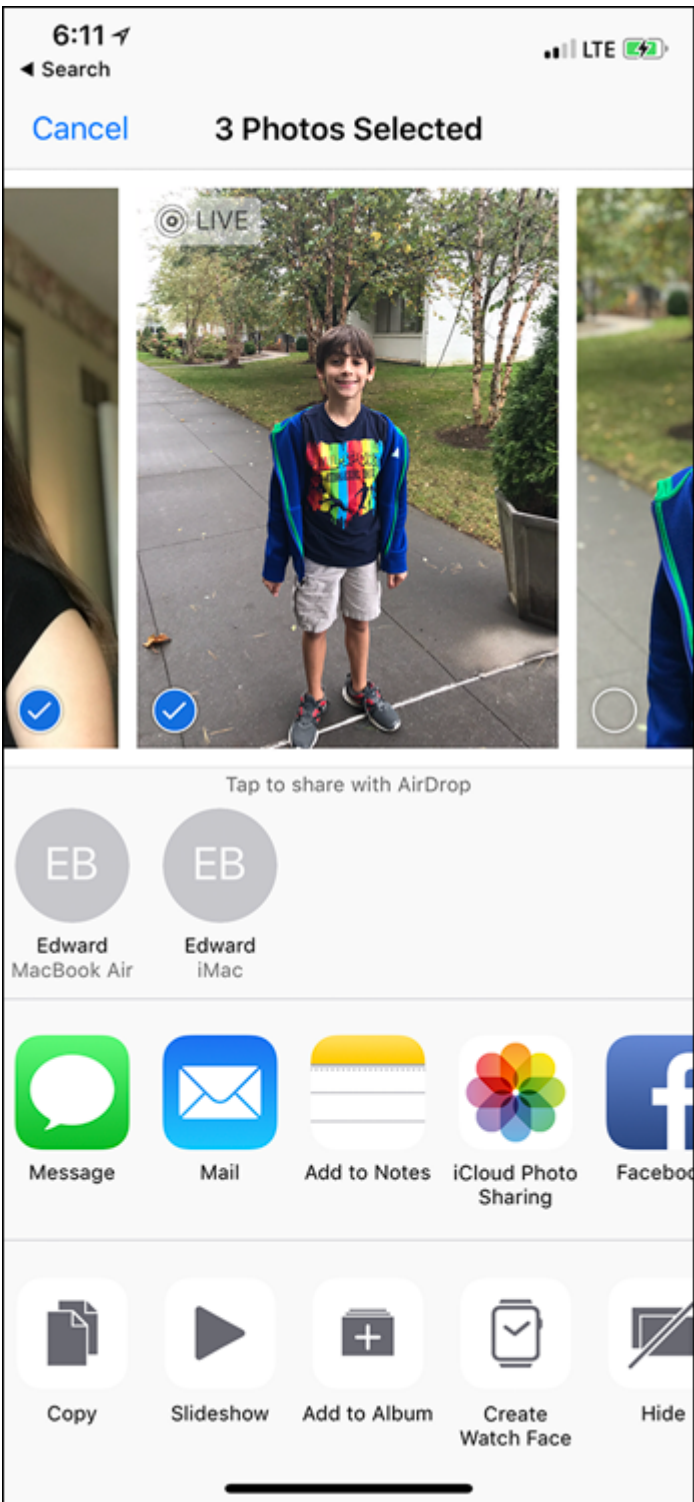 6:11
LTE
Search
Cancel
3 Photos Selected
LIVE
Tap to share with AirDrop
EB
EB
Edward
MacBook Air
Edward
iMac
Message
Mail
Add to Notes
iCloud Photo
Sharing
Faceboo
Copy
Slideshow
Add to Album
Create
Watch Face
Hide